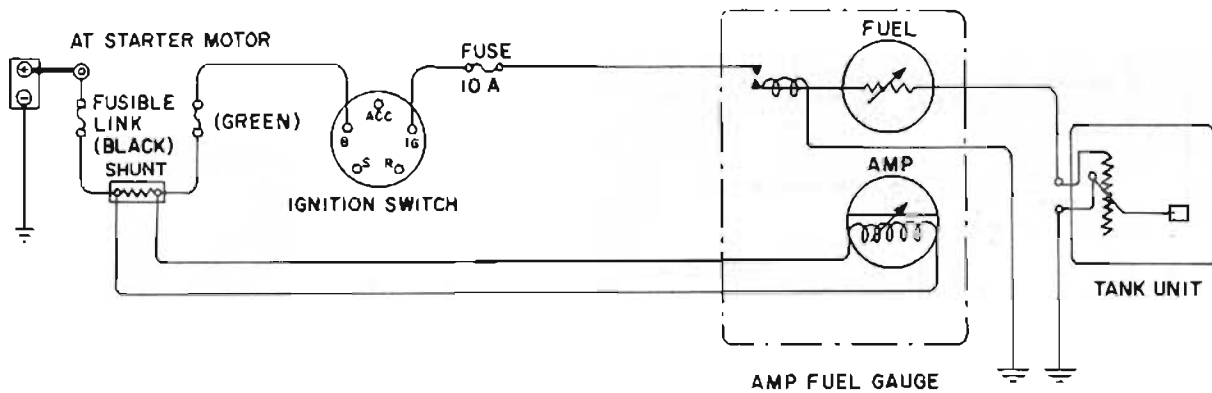 AT STARTER MOTOR
FUSIBLE
LINK
(BLACK)
SHUNT
(GREEN)
ACC
B
IG
S
R
IGNITION SWITCH
FUSE
10 A
FUEL
AMP
AMP FUEL GAUGE
TANK UNIT